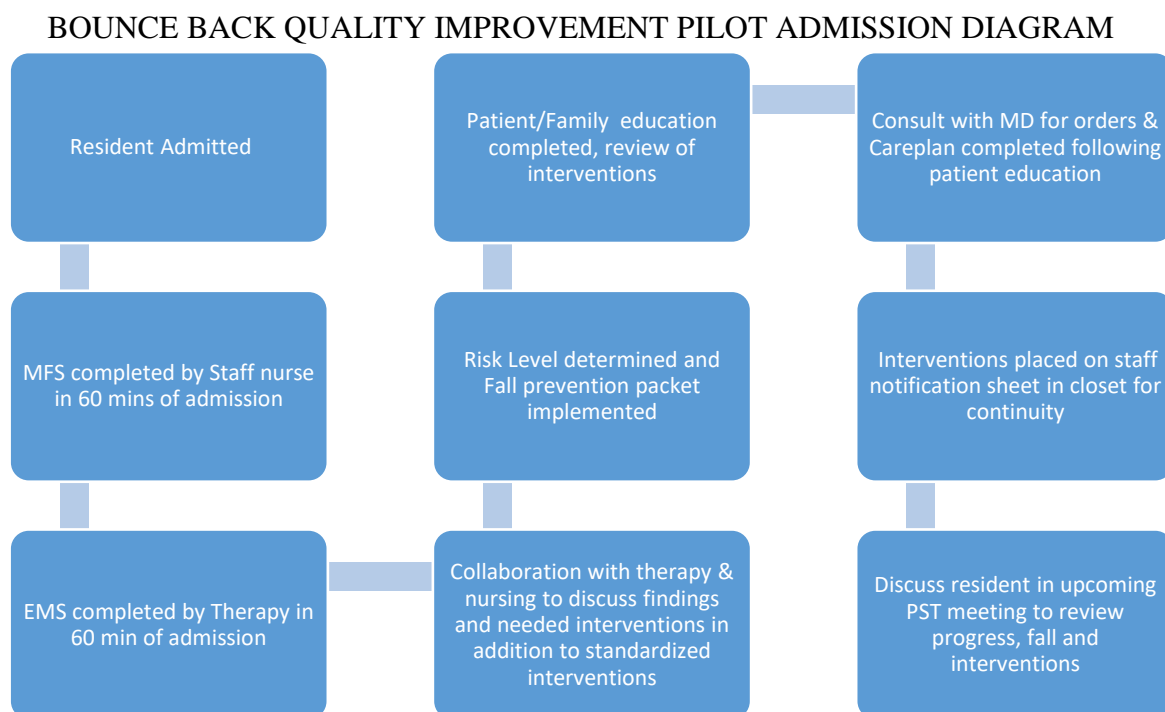 BOUNCE BACK QUALITY IMPROVEMENT PILOT ADMISSION DIAGRAM
Resident Admitted
MFS completed by Staff nurse
in 60 mins of admission
EMS completed by Therapy in
60 min of admission
Collaboration with therapy &
nursing to discuss findings
and needed interventions in
addition to standardized
interventions
Risk Level determined and
Fall prevention packet
implemented
Patient/Family education
completed, review of
interventions
Consult with MD for orders &
Careplan completed following
patient education
Interventions placed on staff
notification sheet in closet for
continuity
Discuss resident in upcoming
PST meeting to review
progress, fall and
interventions